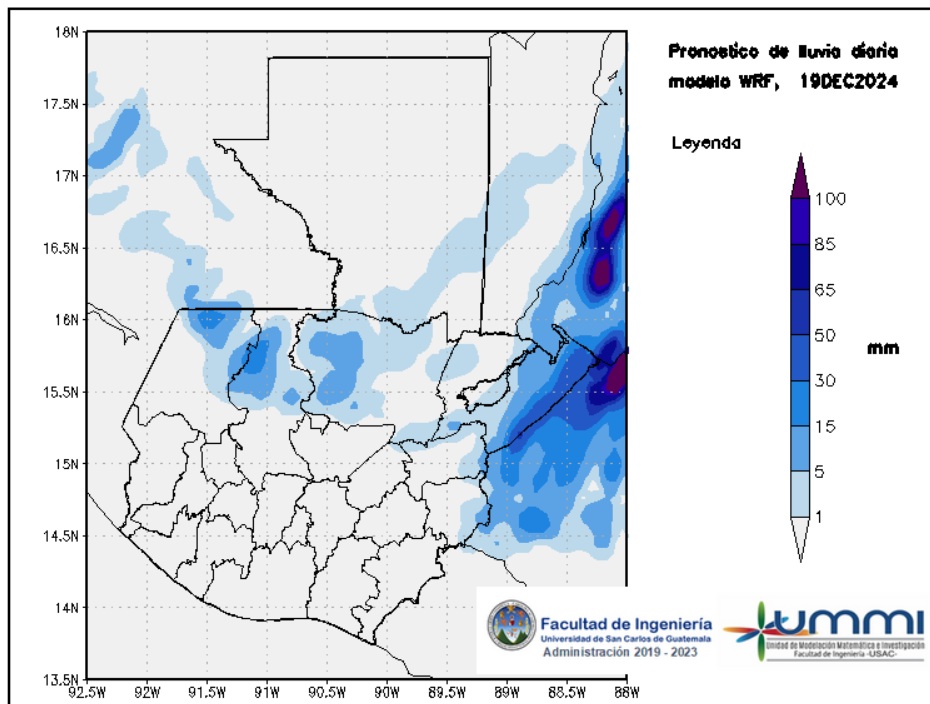 Pronostico de lluvia diaria
modelo WRF, 19DEC2024
Leyenda
100
85
65
50
30
15
5
1
mm
18N
17.5N
17N
16.5N
16N
15.5N
15N
14.5N
14N
13.5N
92.5W
92W
91.5W
91W
90.5W
90W
89.5W
89W
88.5W
88W
Facultad de Ingeniería
Universidad de San Carlos de Guatemala
Administración 2019 - 2023
ummi
Unidad de Modelación Matemática e Investigación
Facultad de Ingeniería -USAC-